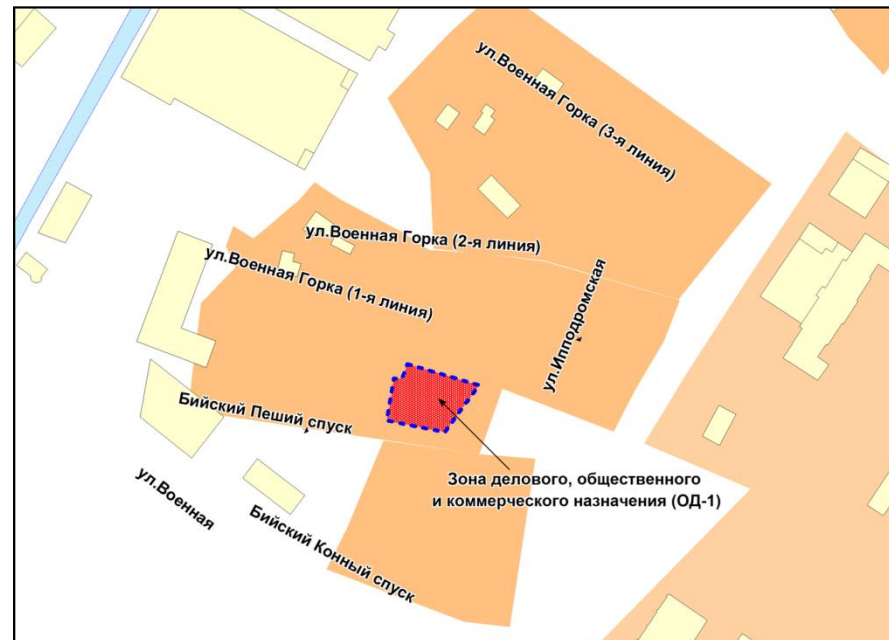 ул.Военная Горка (3-я линия)
ул.Военная Горка (2-я линия)
ул.Военная Горка (1-я линия)
ул.Ипподромская
Бийский Пеший спуск
Зона делового, общественного
и коммерческого назначения (ОД-1)
ул.Военная
Бийский Конный спуск